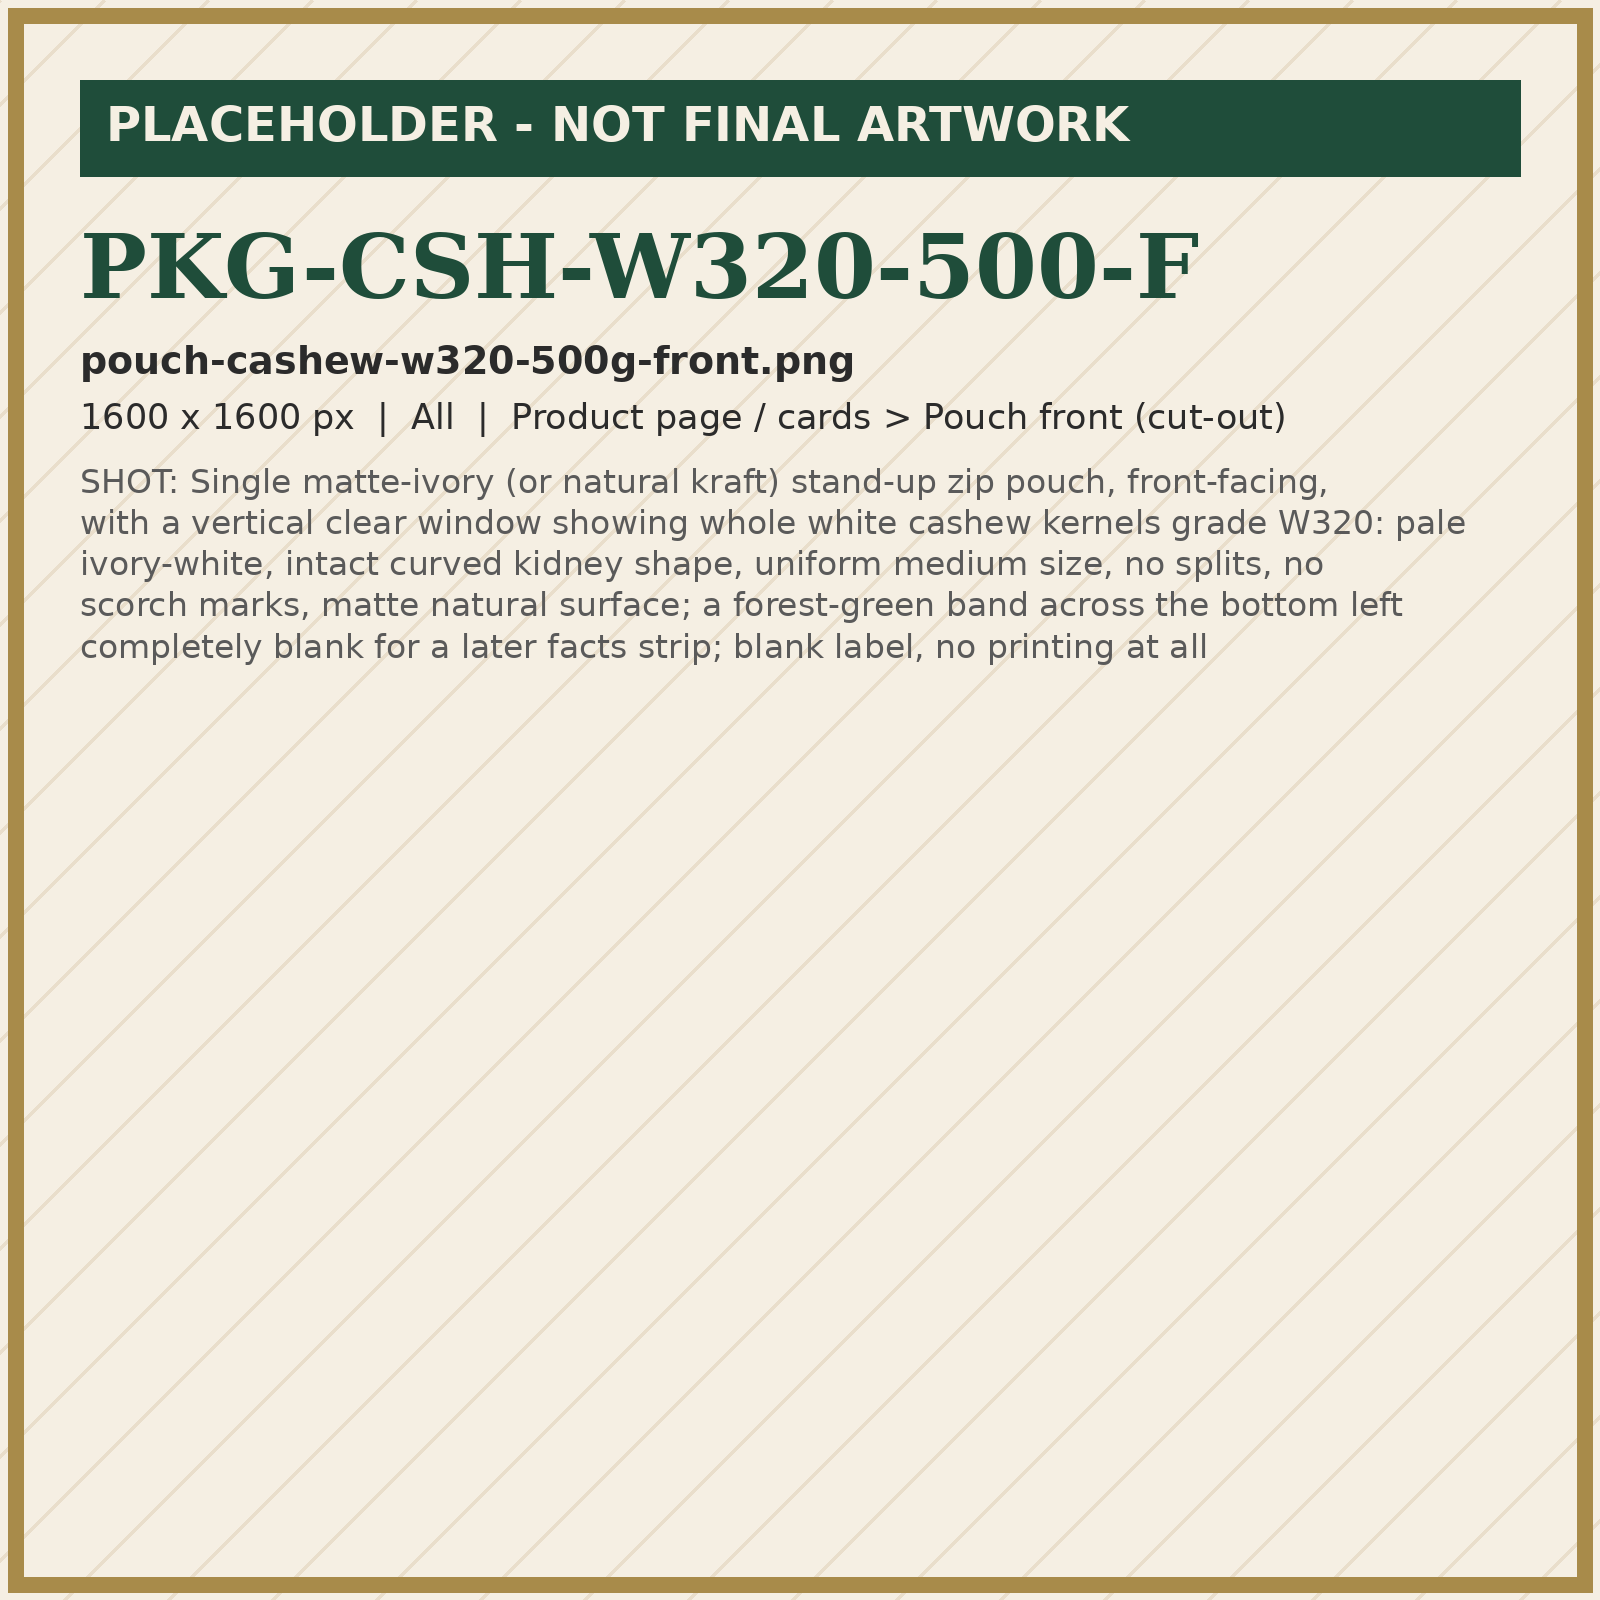 PLACEHOLDER - NOT FINAL ARTWORK
PKG-CSH-W320-500-F
pouch-cashew-w320-500g-front.png
1600 x 1600 px | All | Product page / cards > Pouch front (cut-out)
SHOT: Single matte-ivory (or natural kraft) stand-up zip pouch, front-facing,
with a vertical clear window showing whole white cashew kernels grade W320: pale
ivory-white, intact curved kidney shape, uniform medium size, no splits, no
scorch marks, matte natural surface; a forest-green band across the bottom left
completely blank for a later facts strip; blank label, no printing at all